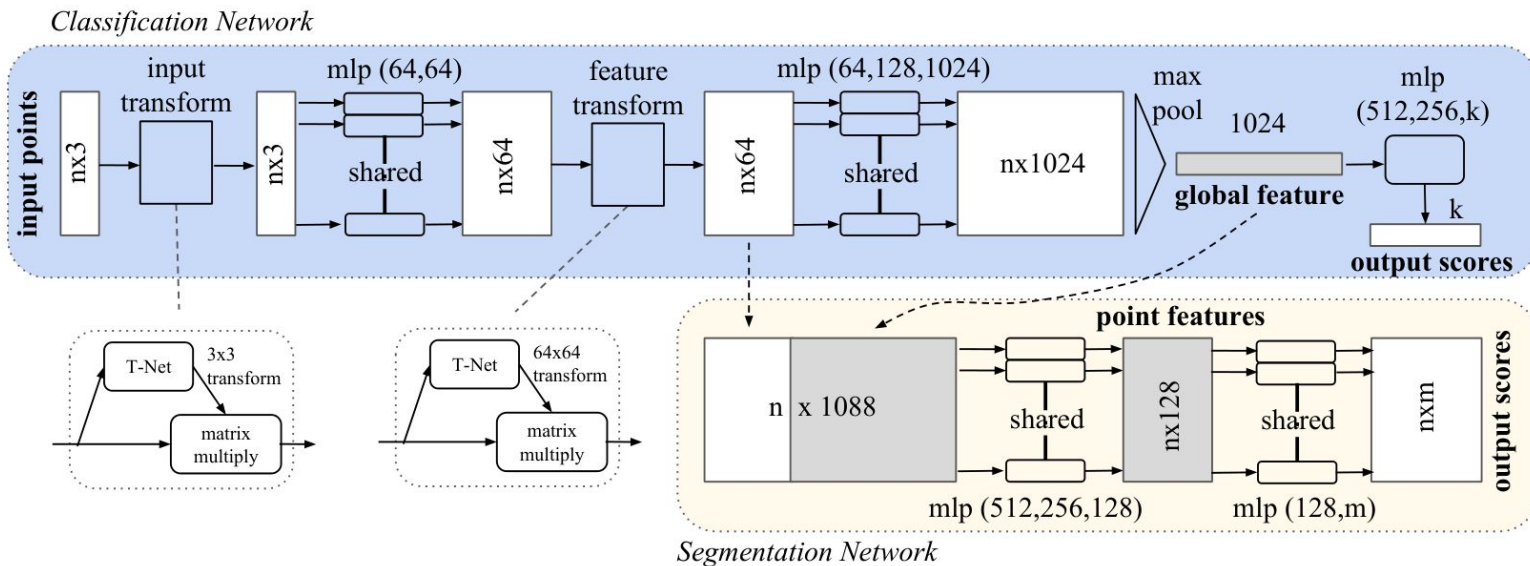 Classification Network
input points
nx3
input
transform
nx3
mlp (64,64)
shared
nx64
feature
transform
nx64
mlp (64,128,1024)
shared
nx1024
max
pool
1024
global feature
mlp
(512,256,k)
k
output scores
T-Net
3x3
transform
matrix
multiply
T-Net
64x64
transform
matrix
multiply
point features
n x 1088
shared
mlp (512,256,128)
nx128
shared
mlp (128,m)
nxm
output scores
Segmentation Network